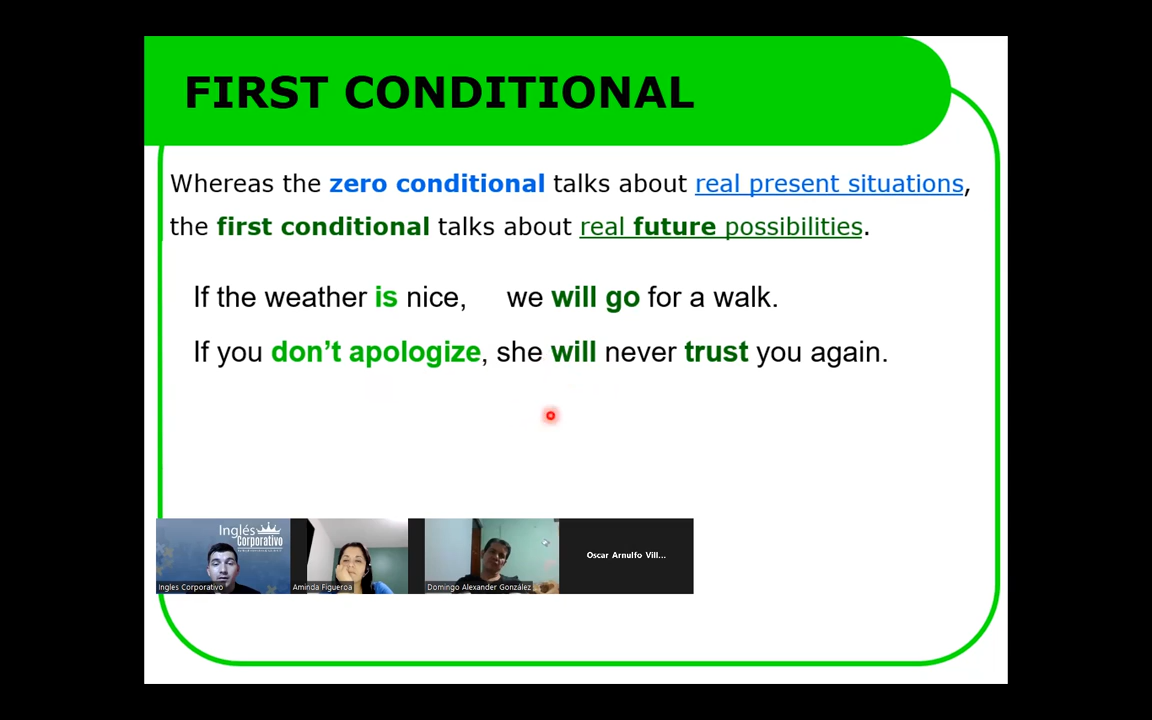 FIRST CONDITIONAL
Whereas the zero conditional talks about real present situations,
the first conditional talks about real future possibilities.
If the weather is nice, we will go for a walk.
If you don’t apologize, she will never trust you again.
Inglés
Corporativo
Ingles Corporativo
Aminda Figueroa
Domingo Alexander González
Oscar Arnulfo Vill...